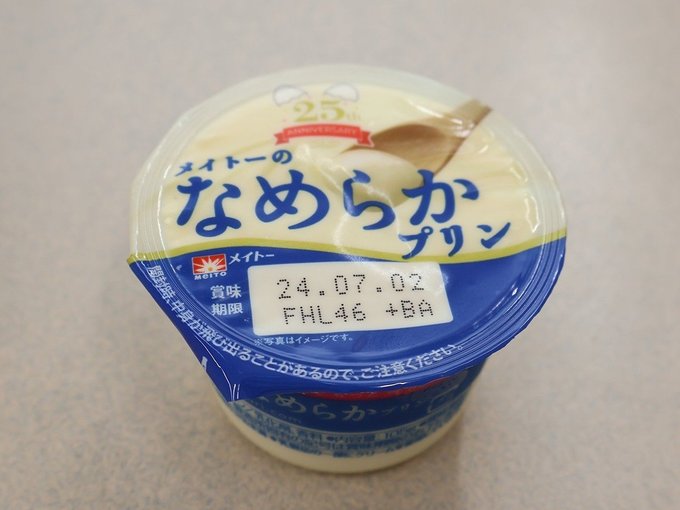 25th
ANNIVERSARY
メイトーの
なめらか
プリン
MEITO
メイトー
賞味
期限
24.07.02
FHL46 +BA
※写真はイメージです。
開封時、中身が飛び出ることがあるので、ご注意ください。
なめらかプリン